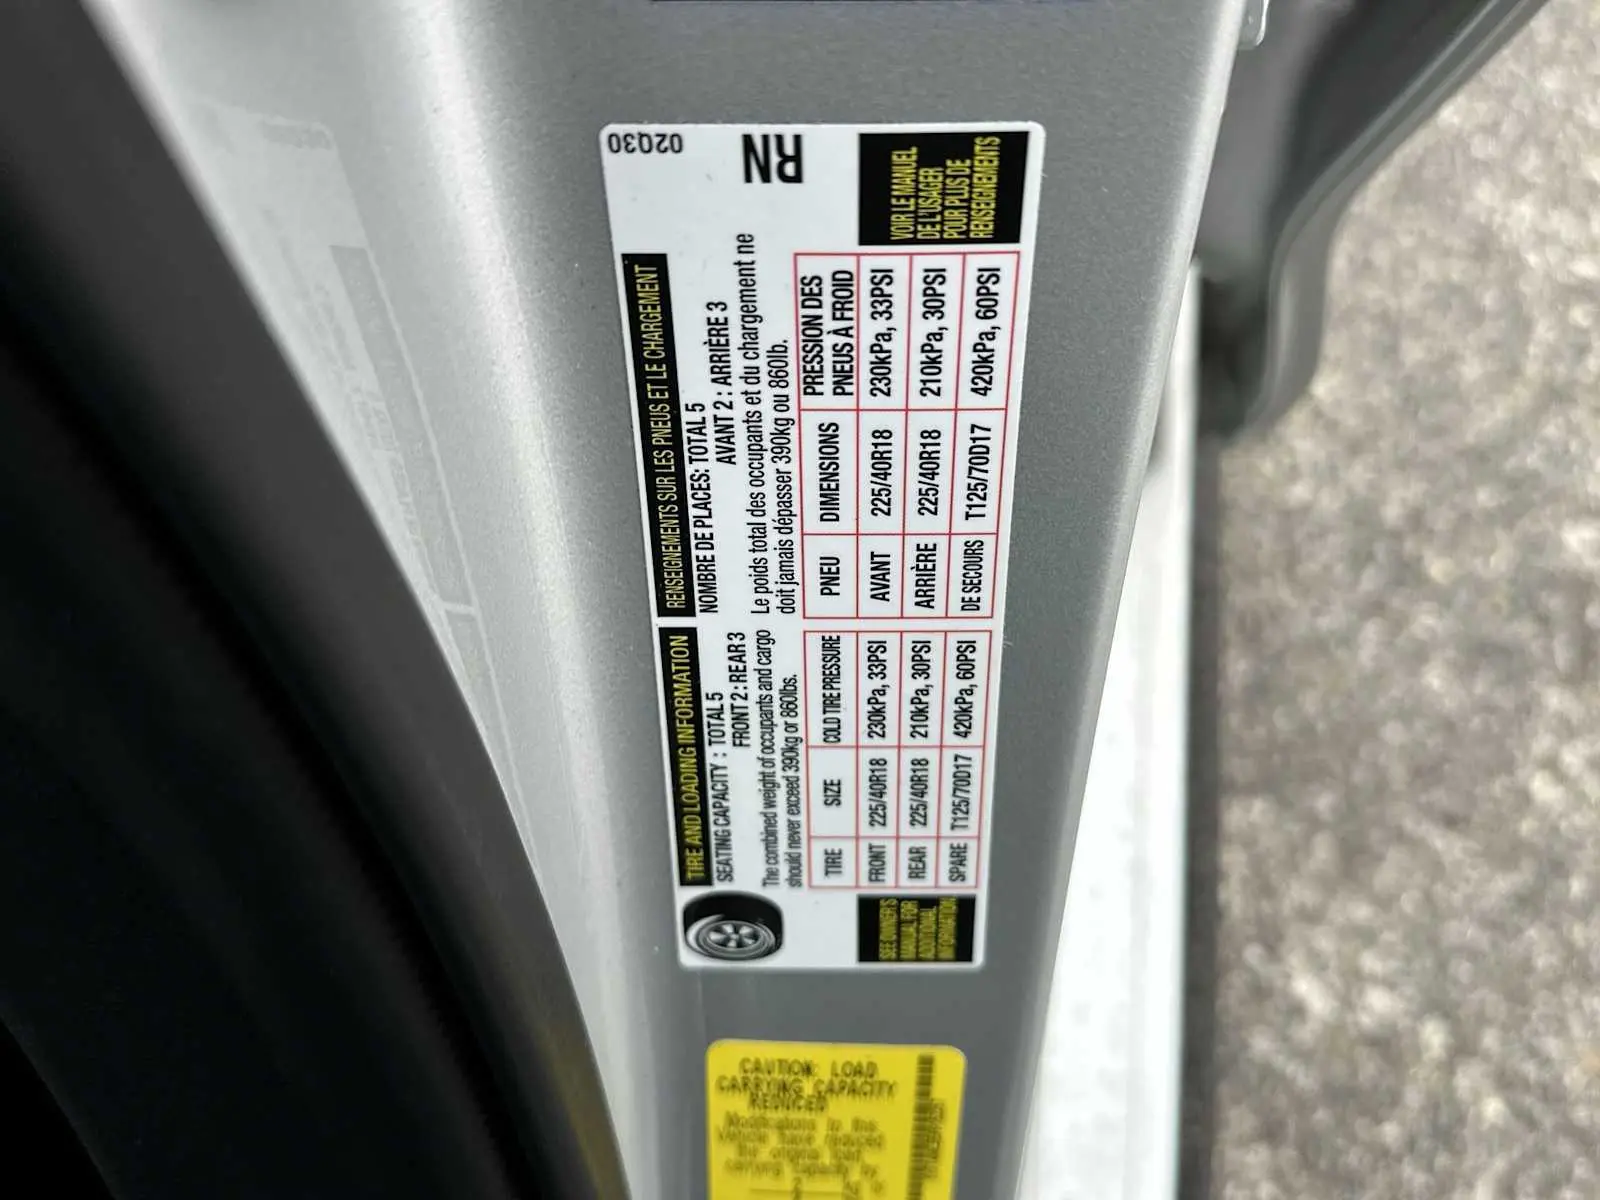 TIRE AND LOADING INFORMATION
SEATING CAPACITY : TOTAL 5
FRONT 2 : REAR 3
The combined weight of occupants and cargo
should never exceed 390kg or 860lbs.
TIRE SIZE COLD TIRE PRESSURE
FRONT 225/40R18 230kPa, 33PSI
REAR 225/40R18 210kPa, 30PSI
SPARE T125/70D17 420kPa, 60PSI
SEE OWNER'S
MANUAL FOR
ADDITIONAL
INFORMATION
RENSEIGNEMENTS SUR LES PNEUS ET LE CHARGEMENT
NOMBRE DE PLACES: TOTAL 5
AVANT 2 : ARRIÈRE 3
Le poids total des occupants et du chargement ne
doit jamais dépasser 390kg ou 860lb.
PNEU DIMENSIONS PRESSION DES
PNEUS À FROID
AVANT 225/40R18 230kPa, 33PSI
ARRIÈRE 225/40R18 210kPa, 30PSI
DE SECOURS T125/70D17 420kPa, 60PSI
VOIR LE MANUEL
DE L'USAGER
POUR PLUS DE
RENSEIGNEMENTS
02Q30
RN
CAUTION: LOAD
CARRYING CAPACITY
REDUCED
Modifications to the
vehicle have reduced
the original load
carrying capacity by